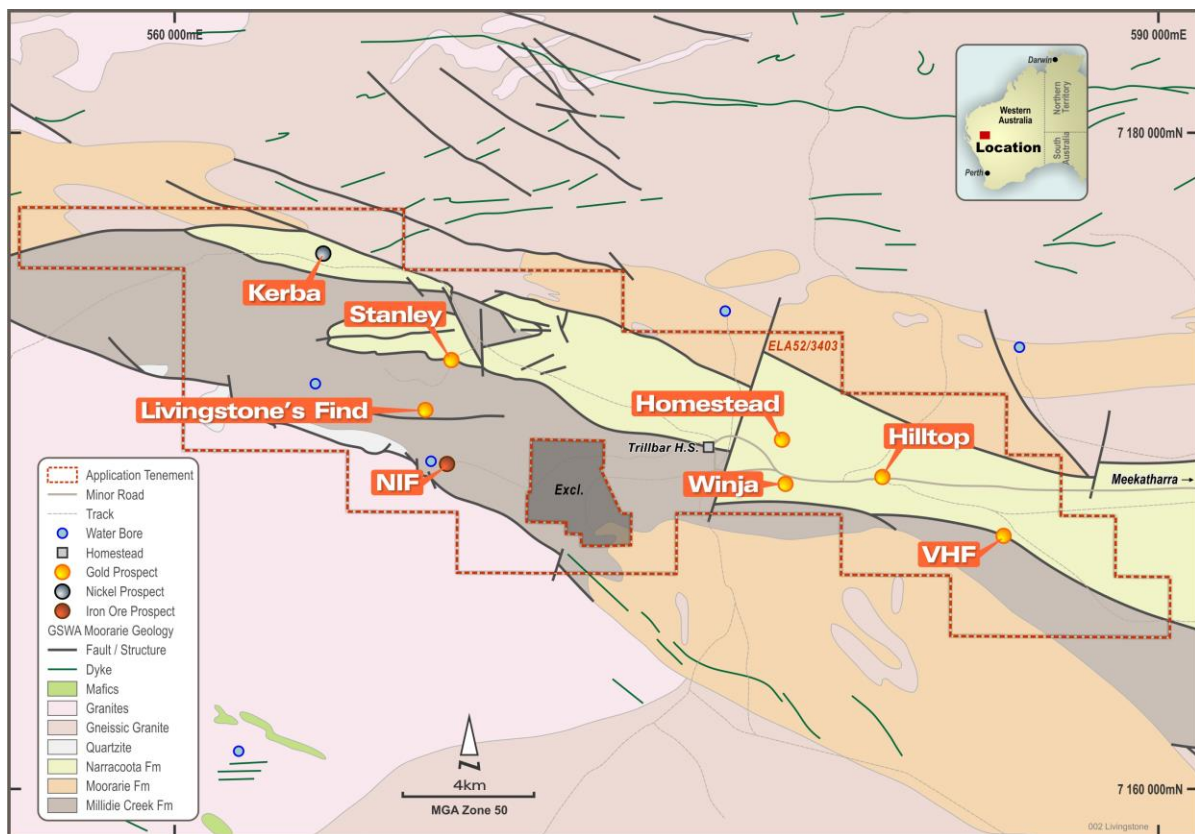 560 000mE
590 000mE
Darwin
Western
Australia
Northern
Territory
South
Australia
Location
Perth
7 180 000mN
Kerba
Stanley
ELA52/3403
Livingstone's Find
Homestead
Trillbar H.S.
Hilltop
NIF
Excl.
Winja
Meekatharra
VHF
Application Tenement
Minor Road
Track
Water Bore
Homestead
Gold Prospect
Nickel Prospect
Iron Ore Prospect
GSWA Moorarie Geology
Fault / Structure
Dyke
Mafics
Granites
Gneissic Granite
Quartzite
Narracoota Fm
Moorarie Fm
Millidie Creek Fm
N
4km
MGA Zone 50
7 160 000mN
002 Livingstone